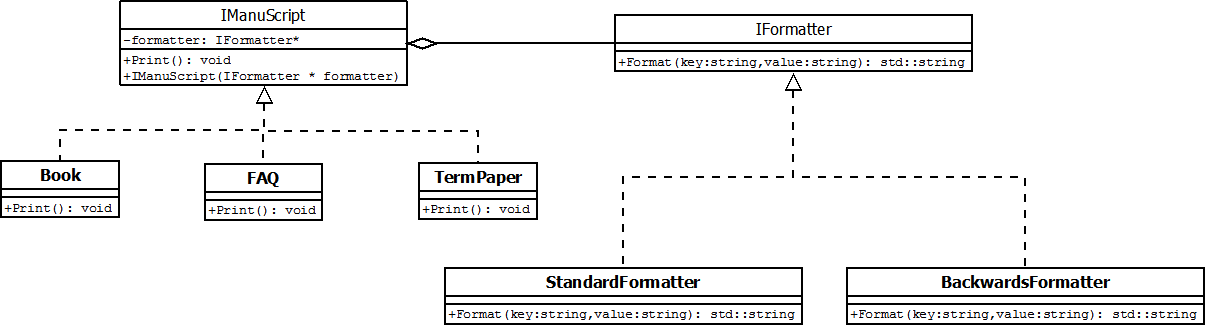 IManuScript
-formatter: IFormatter*
+Print(): void
+IManuScript(IFormatter * formatter)
IFormatter
+Format(key:string,value:string): std::string
Book
+Print(): void
FAQ
+Print(): void
TermPaper
+Print(): void
StandardFormatter
+Format(key:string,value:string): std::string
BackwardsFormatter
+Format(key:string,value:string): std::string